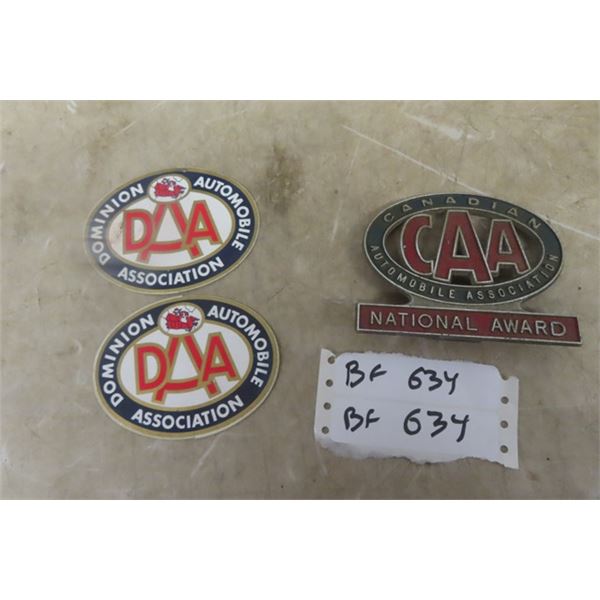 DOMINION AUTOMOBILE
DAA
ASSOCIATION
DOMINION AUTOMOBILE
DAA
ASSOCIATION
CANADIAN
CAA
AUTOMOBILE ASSOCIATION
NATIONAL AWARD
BF 634
BF 634